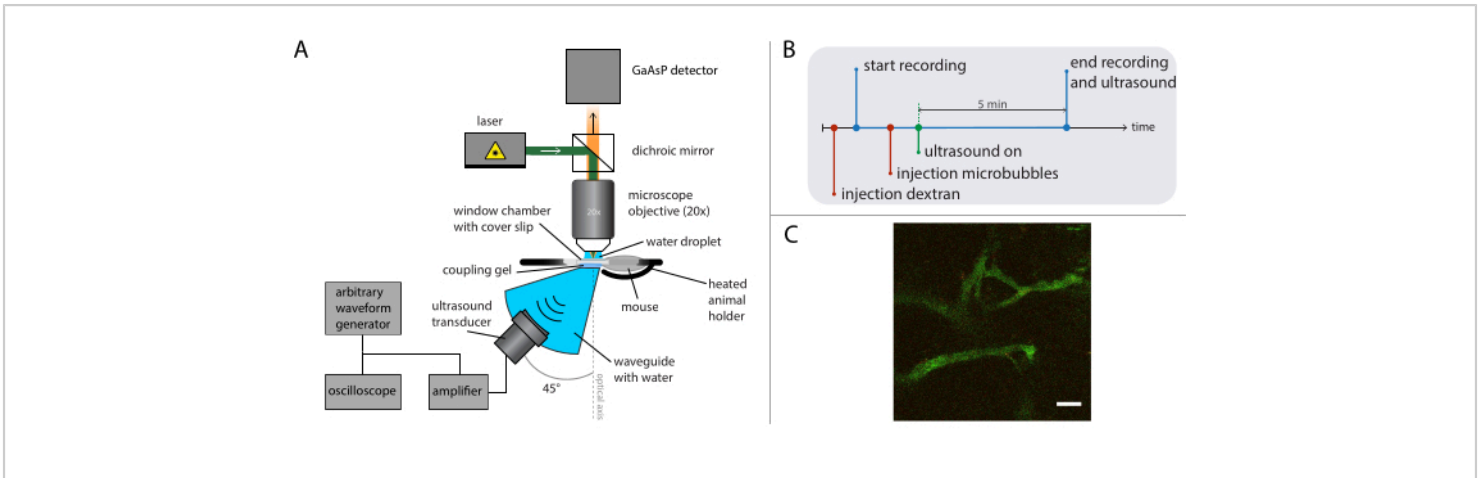 A
GaAsP detector
laser
dichroic mirror
microscope
objective (20x)
20x
window chamber
with cover slip
water droplet
coupling gel
heated
animal
holder
mouse
arbitrary
waveform
generator
ultrasound
transducer
waveguide
with water
oscilloscope
amplifier
45°
optical axis
B
start recording
end recording
and ultrasound
5 min
time
ultrasound on
injection microbubbles
injection dextran
C